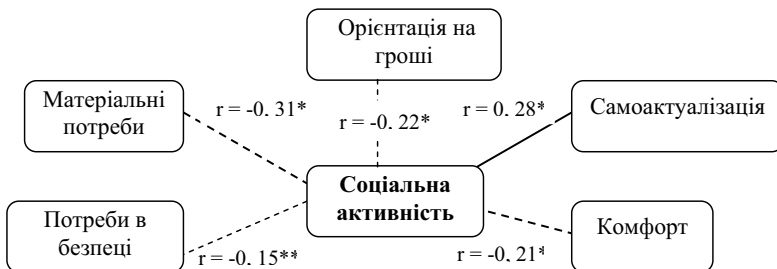 Орієнтація на
гроші
Матеріальні
потреби
r = -0, 31*
r = -0, 22*
r = 0, 28*
Самоактуалізація
Соціальна
активність
Потреби в
безпеці
r = -0, 15**
r = -0, 21*
Комфорт